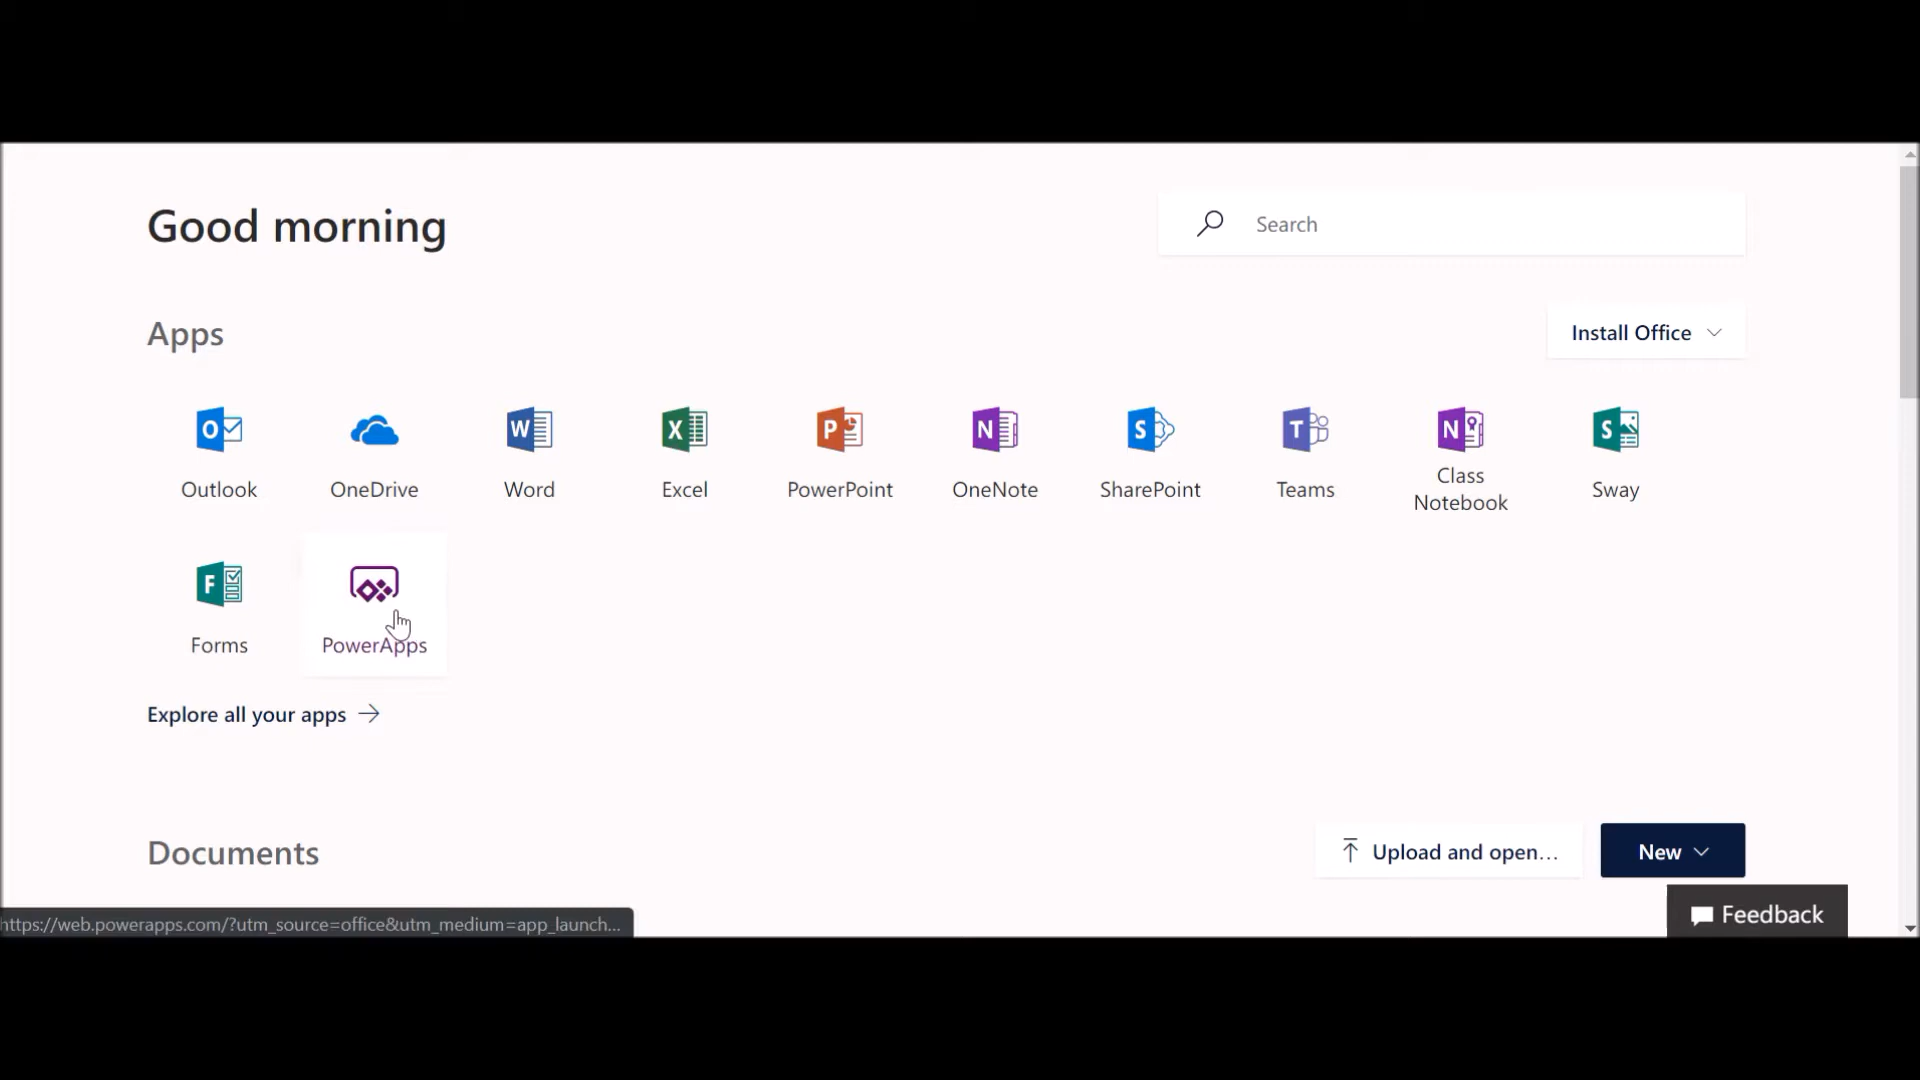 Good morning
Search
Apps
Install Office
Outlook
OneDrive
Word
Excel
PowerPoint
OneNote
SharePoint
Teams
Class
Notebook
Sway
Forms
PowerApps
Explore all your apps
Documents
Upload and open...
New
Feedback
https://web.powerapps.com/?utm_source=office&utm_medium=app_launch...